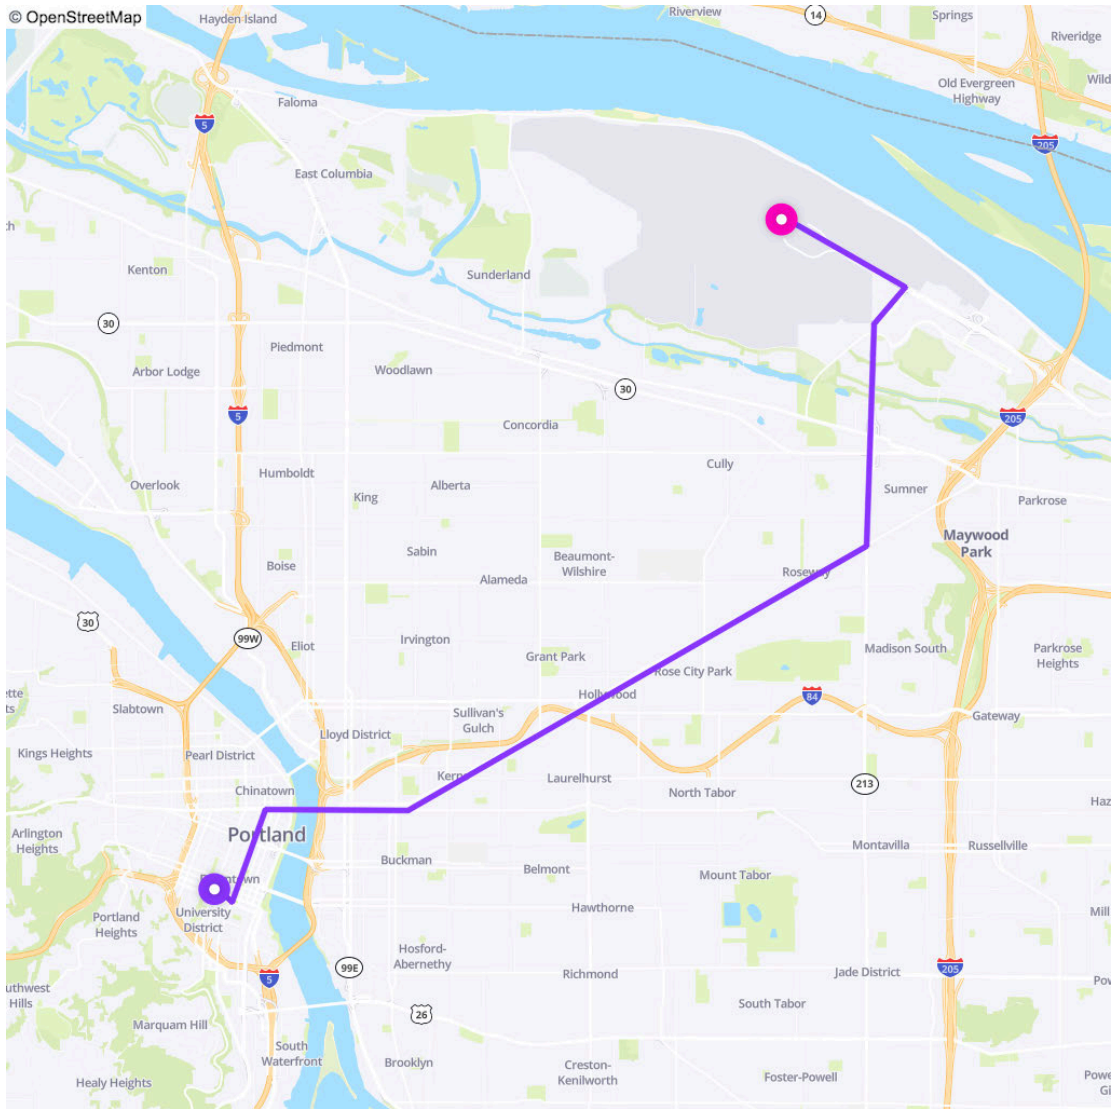 © OpenStreetMap
Hayden Island
Riverview
14
Springs
Riveridge
Old Evergreen
Highway
Faloma
5
205
East Columbia
Kenton
Sunderland
30
Piedmont
Arbor Lodge
Woodlawn
30
5
205
Concordia
Cully
Humboldt
Overlook
King
Alberta
Sumner
Parkrose
Maywood
Park
Sabin
Beaumont-
Wilshire
Boise
Alameda
Roseway
30
99W
Eliot
Irvington
Grant Park
Madison South
Parkrose
Heights
Rose City Park
Hollywood
84
Slabtown
Sullivan's
Gulch
Gateway
Lloyd District
Kings Heights
Pearl District
Kerns
Laurelhurst
213
Chinatown
North Tabor
Portland
Arlington
Heights
Buckman
Belmont
Montavilla
Russellville
Mount Tabor
University
District
Portland
Heights
Hawthorne
Mill
Hosford-
Abernethy
99E
5
Richmond
Jade District
205
Hills
South Tabor
Marquam Hill
26
South
Waterfront
Brooklyn
Creston-
Kenilworth
Foster-Powell
Healy Heights